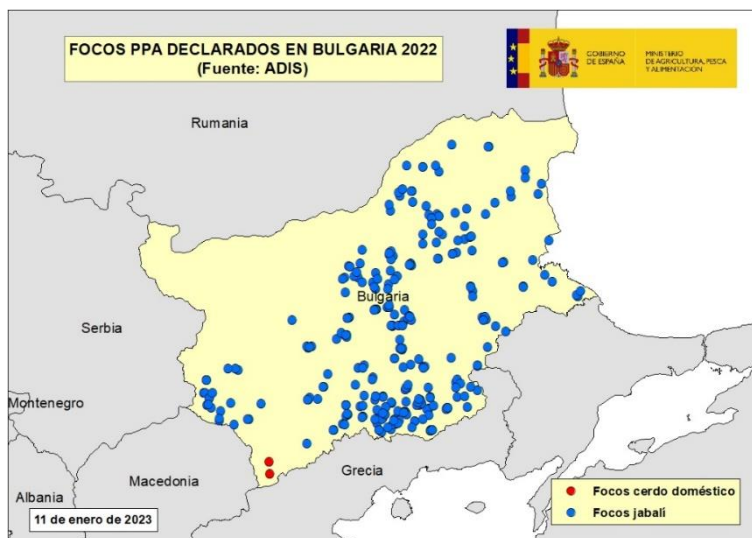 FOCOS PPA DECLARADOS EN BULGARIA 2022
(Fuente: ADIS)
GOBIERNO
DE ESPAÑA
MINISTERIO
DE AGRICULTURA, PESCA
Y ALIMENTACIÓN
Rumania
Bulgaria
Serbia
Montenegro
Macedonia
Grecia
Albania
11 de enero de 2023
Focos cerdo doméstico
Focos jabalí